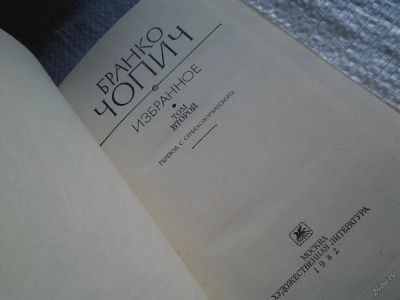 БРАНКО
ЧОПИЧ
ИЗБРАННОЕ
ТОМ
ВТОРОЙ
ПЕРЕВОД С СЕРБСКОХОРВАТСКОГО
МОСКВА
«ХУДОЖЕСТВЕННАЯ ЛИТЕРАТУРА»
1982